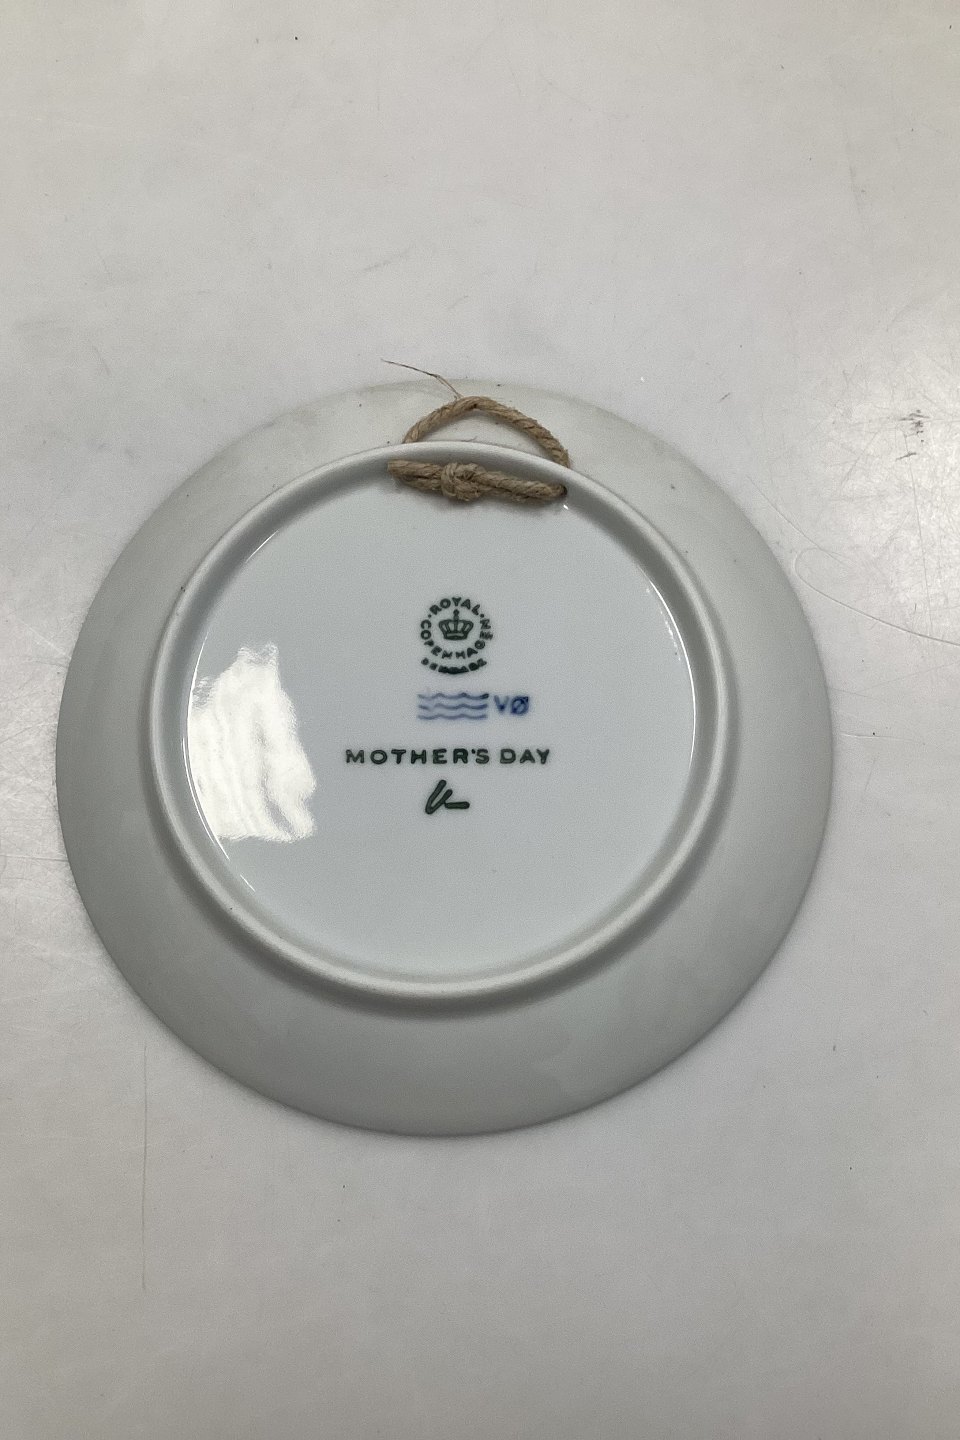 ROYAL COPENHAGEN
DENMARK
VØ
MOTHER'S DAY